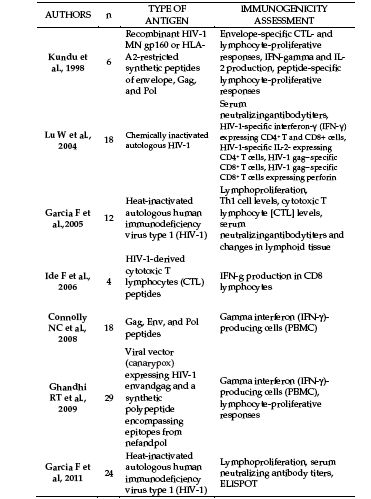 AUTHORS n TYPE OF ANTIGEN IMMUNOGENICITY ASSESSMENT
Kundu et al., 1998
6
Recombinant HIV-1
MN gp160 or HLA-
A2-restricted
synthetic peptides
of envelope, Gag,
and Pol
Envelope-specific CTL- and
lymphocyte-proliferative
responses, IFN-gamma and IL-
2 production, peptide-specific
lymphocyte-proliferative
responses
Lu W et al.,
2004
18
Chemically inactivated
autologous HIV-1
Serum
neutralizingantibodytiters,
HIV-1-specific interferon-γ (IFN-γ)
expressing CD4+ T and CD8+ cells,
HIV-1-specific IL-2- expressing
CD4+ T cells, HIV-1 gag–specific
CD8+ T cells, HIV-1 gag–specific
CD8+ T cells expressing perforin
Garcia F et
al.,2005
12
Heat-inactivated
autologous human
immunodeficiency
virus type 1 (HIV-1)
Lymphoproliferation,
Th1 cell levels, cytotoxic T
lymphocyte [CTL] levels,
serum
neutralizingantibodytiters and
changes in lymphoid tissue
Ide F et al.,
2006
4
HIV-1-derived
cytotoxic T
lymphocytes (CTL)
peptides
IFN-g production in CD8
lymphocytes
Connolly
NC et al.,
2008
18
Gag, Env, and Pol
peptides
Gamma interferon (IFN-γ)-
producing cells (PBMC)
Ghandhi
RT et al.,
2009
29
Viral vector
(canarypox)
expressing HIV-1
envandgag and a
synthetic
polypeptide
encompassing
epitopes from
nefandpol
Gamma interferon (IFN-γ)-
producing cells (PBMC),
lymphocyte-proliferative
responses
Garcia F et
al, 2011
24
Heat-inactivated
autologous human
immunodeficiency
virus type 1 (HIV-1)
Lymphoproliferation, serum
neutralizing antibody titers,
ELISPOT